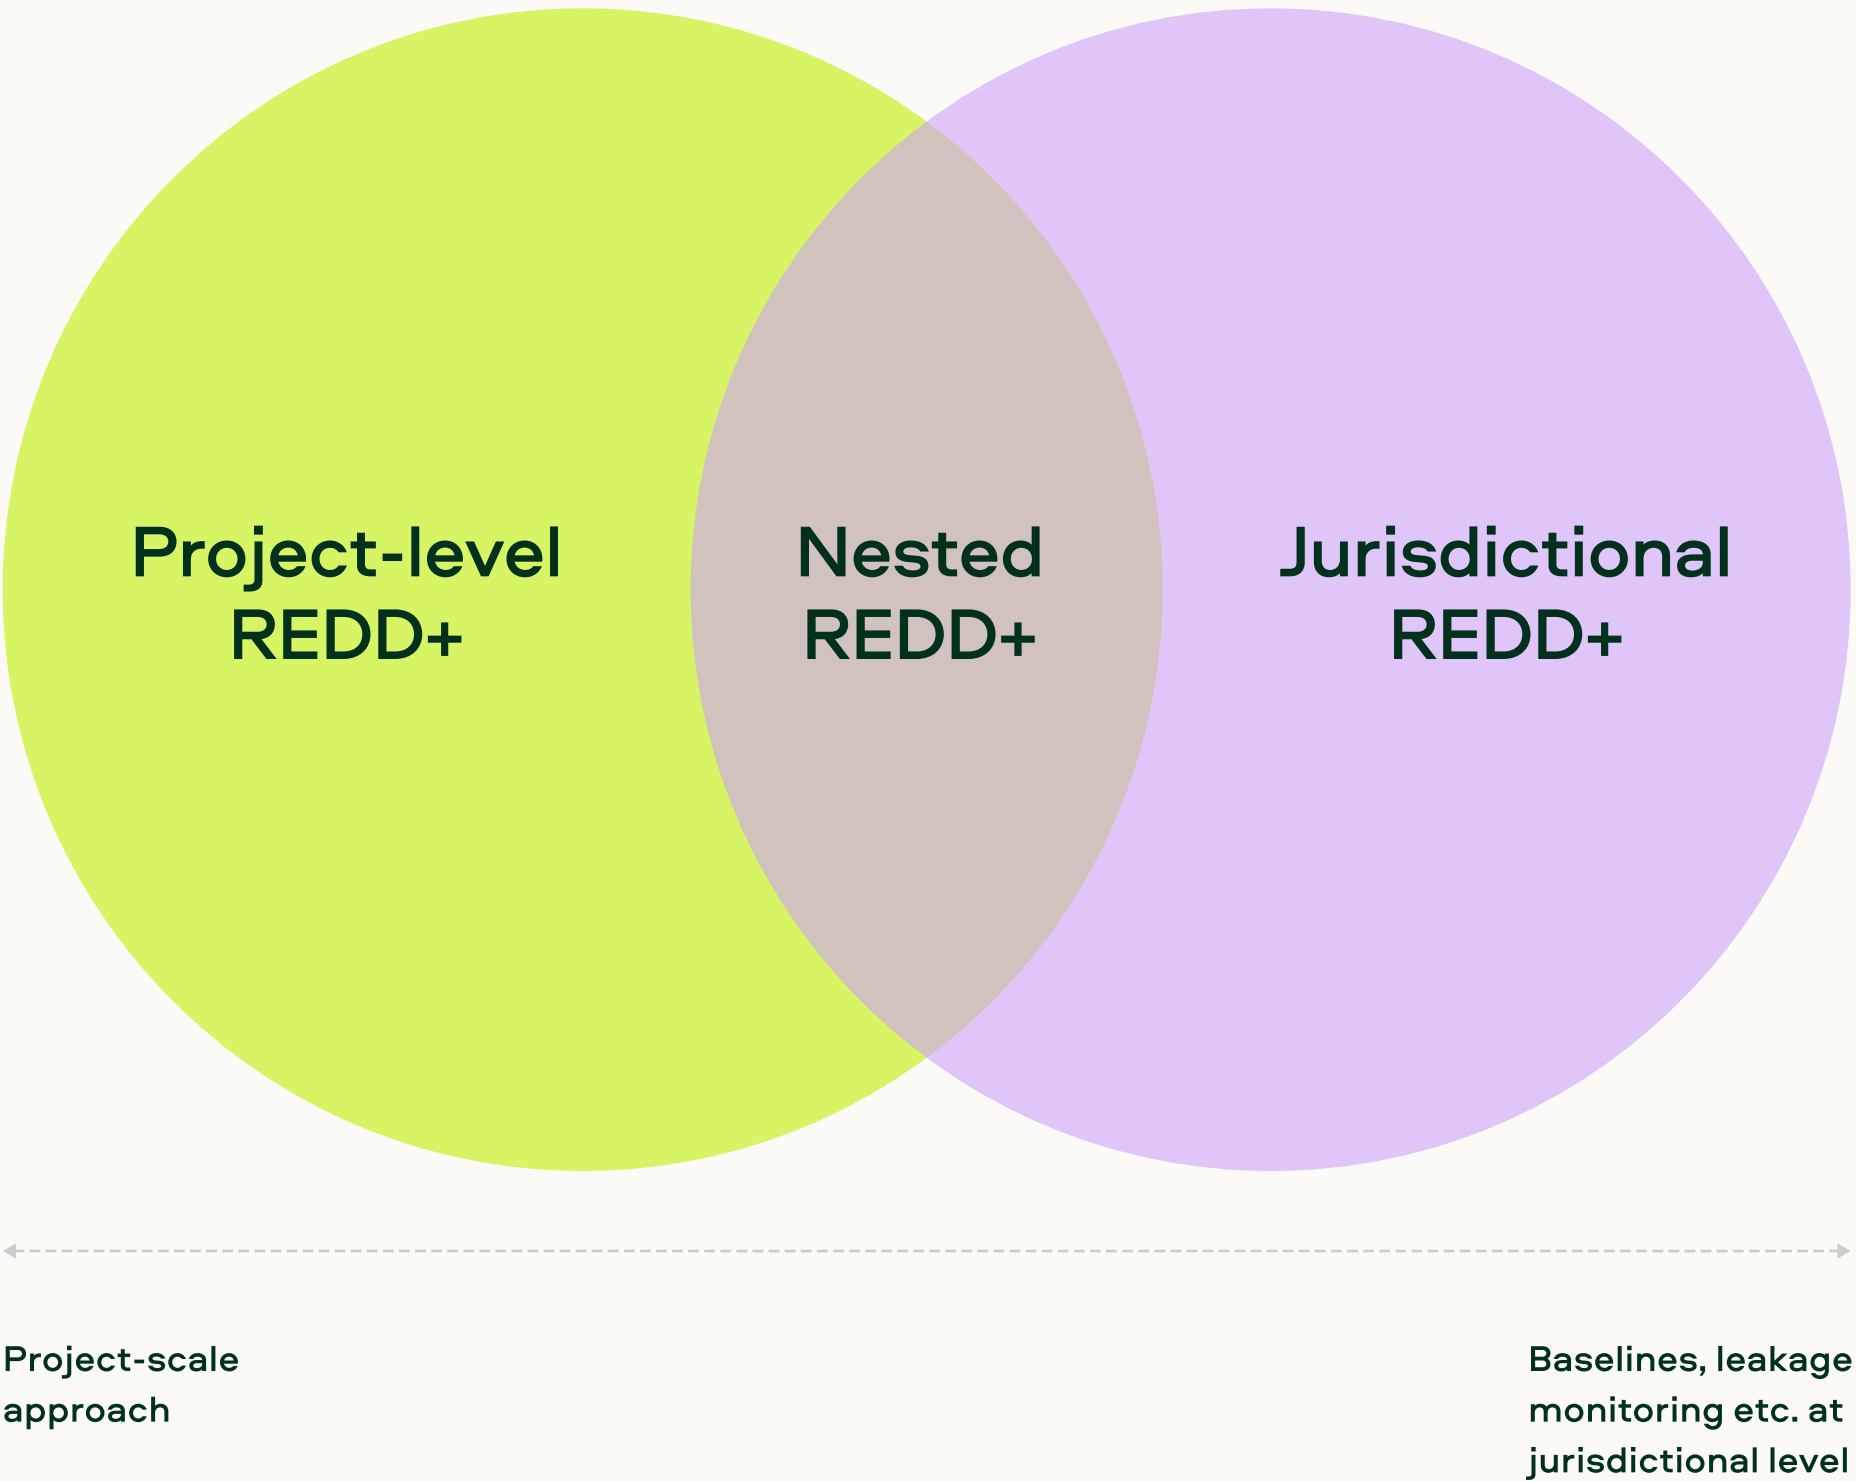 Project-level
REDD+
Nested
REDD+
Jurisdictional
REDD+
Project-scale
approach
Baselines, leakage
monitoring etc. at
jurisdictional level